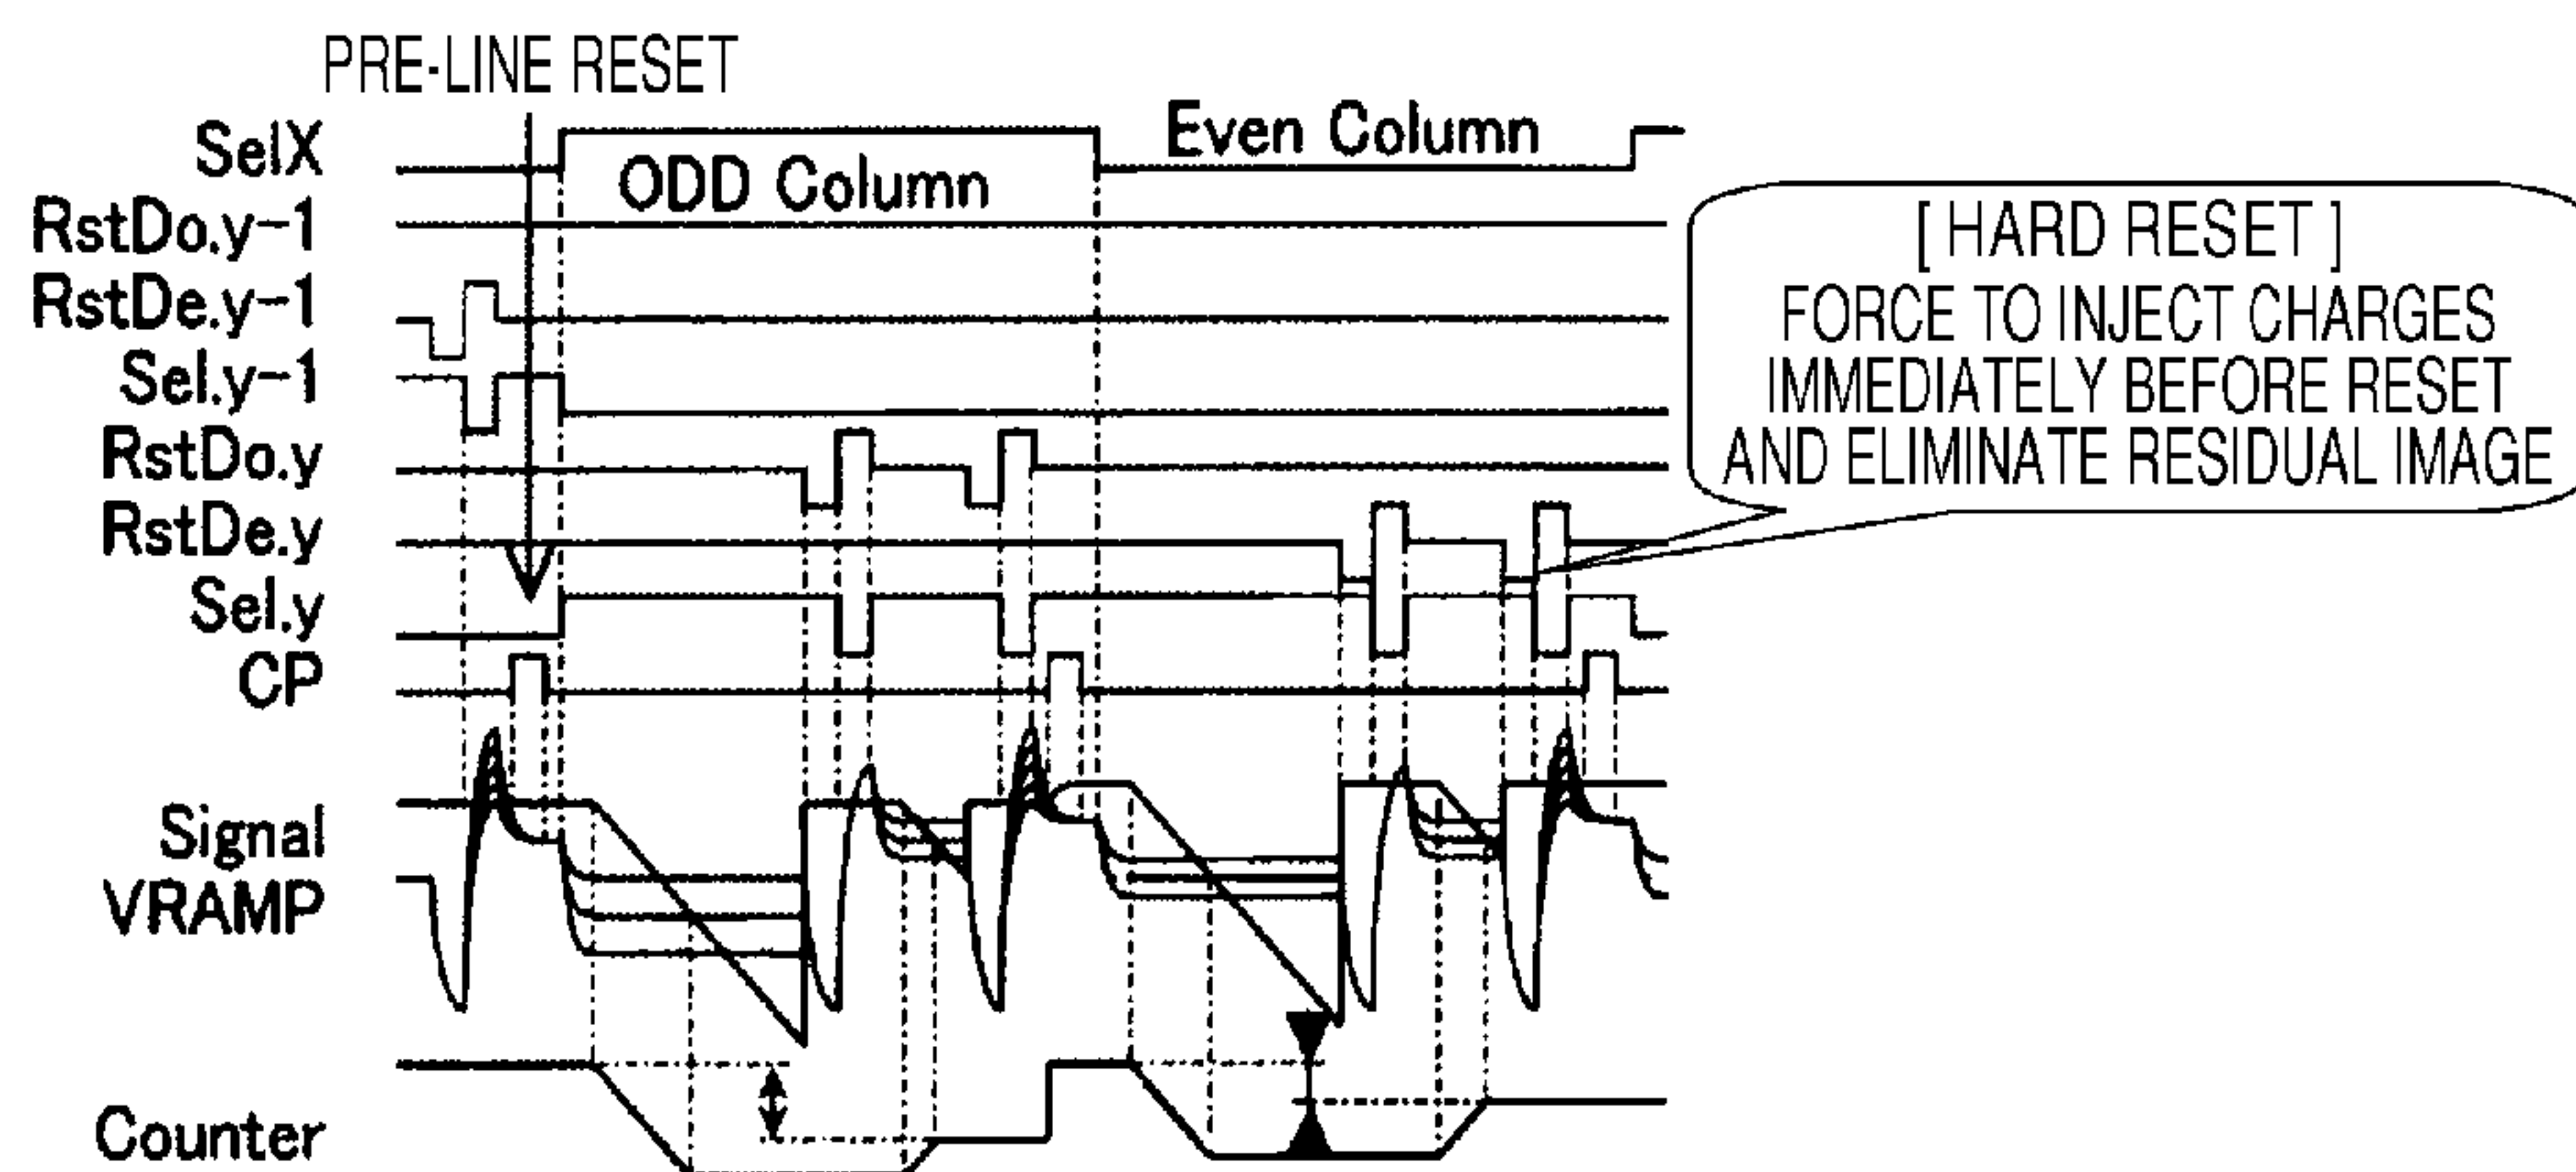 PRE-LINE RESET
SelX
ODD Column
Even Column
RstDo.y-1
RstDe.y-1
Sel.y-1
RstDo.y
RstDe.y
Sel.y
CP
Signal
VRAMP
Counter
[ HARD RESET ]
FORCE TO INJECT CHARGES
IMMEDIATELY BEFORE RESET
AND ELIMINATE RESIDUAL IMAGE